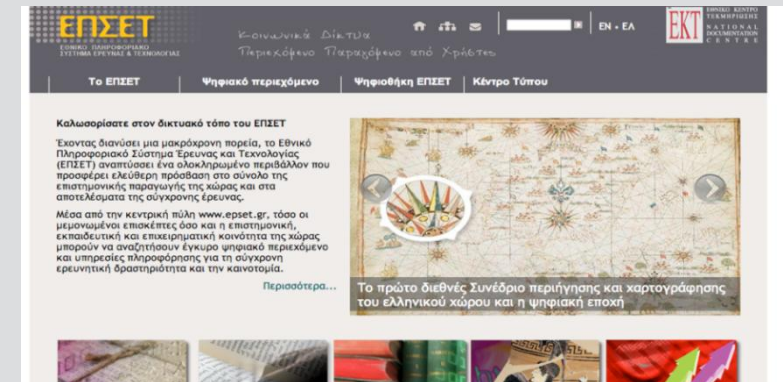 ΕΠΣΕΤ
ΕΘΝΙΚΟ ΠΛΗΡΟΦΟΡΙΑΚΟ
ΣΥΣΤΗΜΑ ΕΡΕΥΝΑΣ & ΤΕΧΝΟΛΟΓΙΑΣ
Κοινωνικά Δίκτυα
Περιεχόμενο Παραγόμενο από Χρήστες
EN • ΕΛ
EKT
ΕΘΝΙΚΟ ΚΕΝΤΡΟ
ΤΕΚΜΗΡΙΩΣΗΣ
NATIONAL
DOCUMENTATION
CENTRE
Το ΕΠΣΕΤ
Ψηφιακό περιεχόμενο
Ψηφιοθήκη ΕΠΣΕΤ
Κέντρο Τύπου
Καλωσορίσατε στον δικτυακό τόπο του ΕΠΣΕΤ
Έχοντας διανύσει μια μακρόχρονη πορεία, το Εθνικό
Πληροφοριακό Σύστημα Έρευνας και Τεχνολογίας
(ΕΠΣΕΤ) αναπτύσσει ένα ολοκληρωμένο περιβάλλον που
προσφέρει ελεύθερη πρόσβαση στο σύνολο της
επιστημονικής παραγωγής της χώρας και στα
αποτελέσματα της σύγχρονης έρευνας.
Μέσα από την κεντρική πύλη www.epset.gr, τόσο οι
μεμονωμένοι επισκέπτες όσο και η επιστημονική,
εκπαιδευτική και επιχειρηματική κοινότητα της χώρας
μπορούν να αναζητήσουν έγκυρο ψηφιακό περιεχόμενο
και υπηρεσίες πληροφόρησης για τη σύγχρονη
ερευνητική δραστηριότητα και την καινοτομία.
Περισσότερα...
Το πρώτο διεθνές Συνέδριο περιήγησης και χαρτογράφησης
του ελληνικού χώρου και η ψηφιακή εποχή